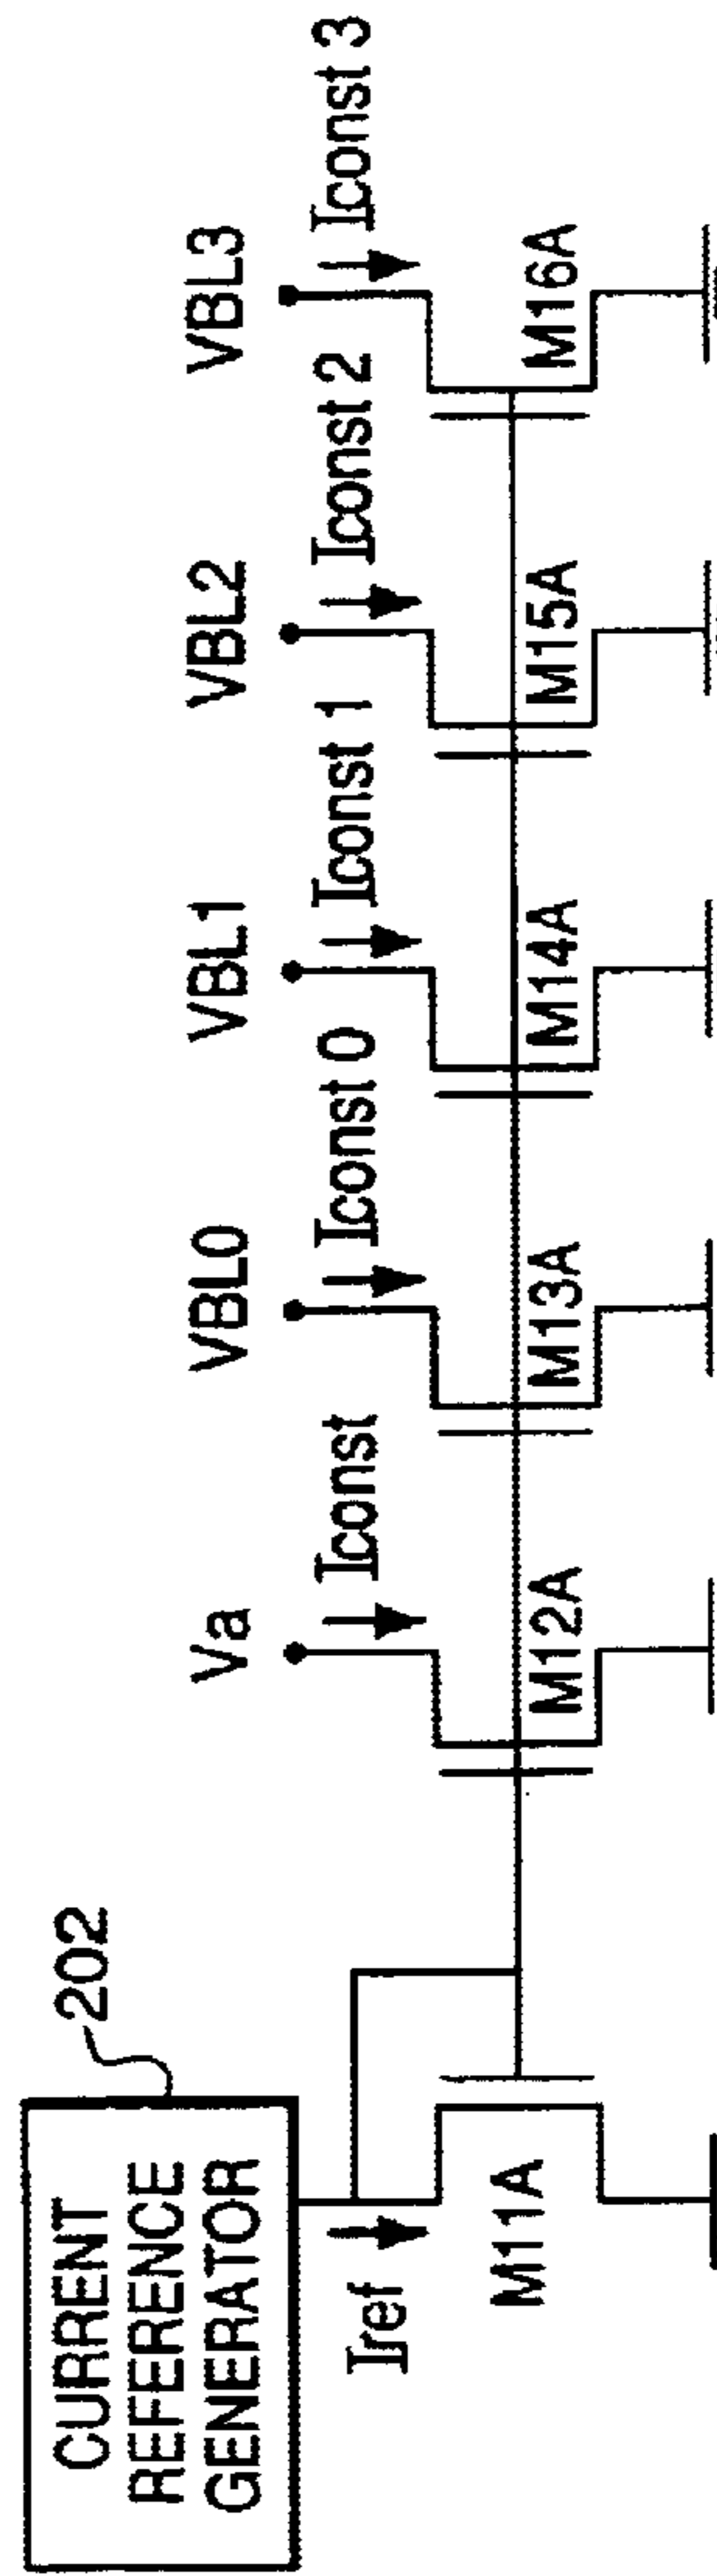 CURRENT
REFERENCE
GENERATOR
202
Iref
M11A
Va
Iconst
M12A
VBL0
Iconst 0
M13A
VBL1
Iconst 1
M14A
VBL2
Iconst 2
M15A
VBL3
Iconst 3
M16A